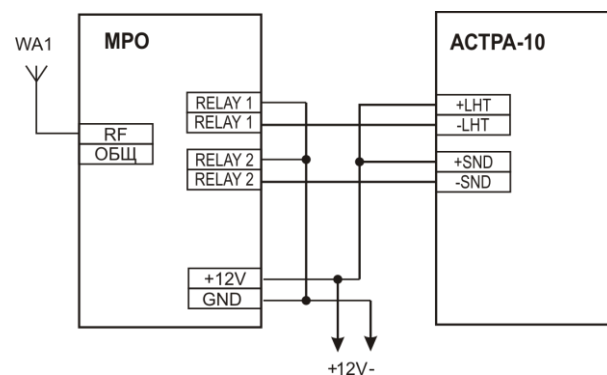 WA1
МРО
RF
ОБЩ
RELAY 1
RELAY 1
RELAY 2
RELAY 2
+12V
GND
АСТРА-10
+LHT
-LHT
+SND
-SND
+12V-